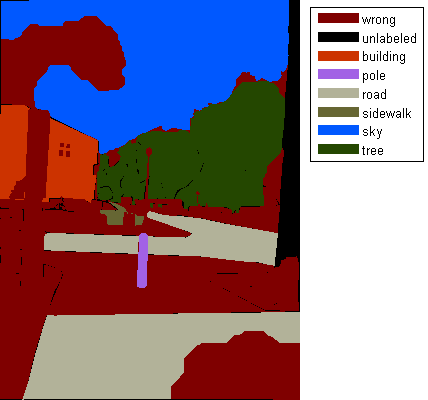 wrong
unlabeled
building
pole
road
sidewalk
sky
tree